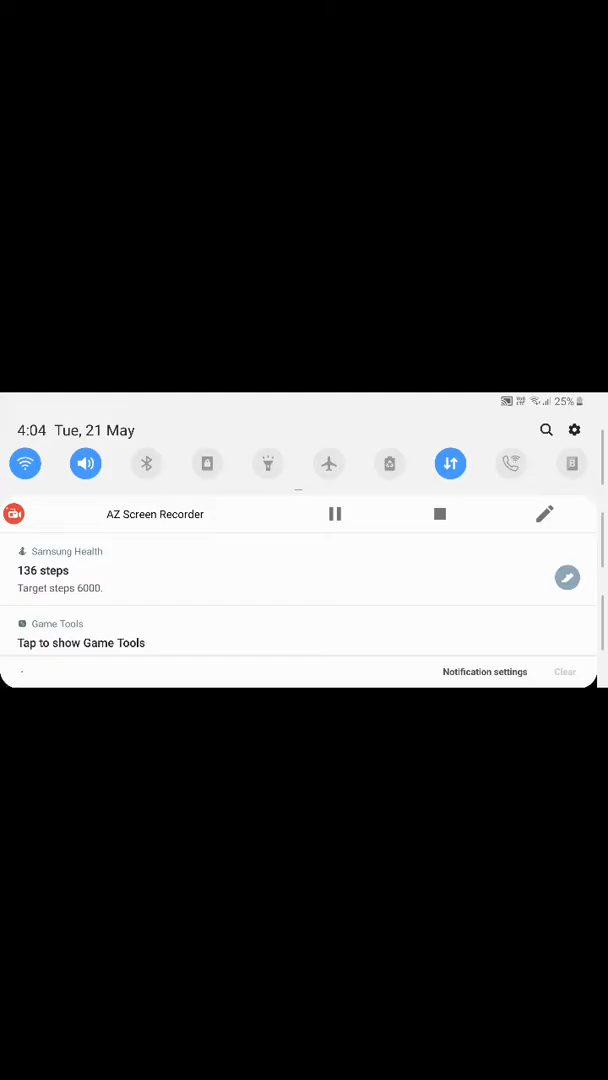 25%
4:04 Tue, 21 May
AZ Screen Recorder
Samsung Health
136 steps
Target steps 6000.
Game Tools
Tap to show Game Tools
Notification settings Clear